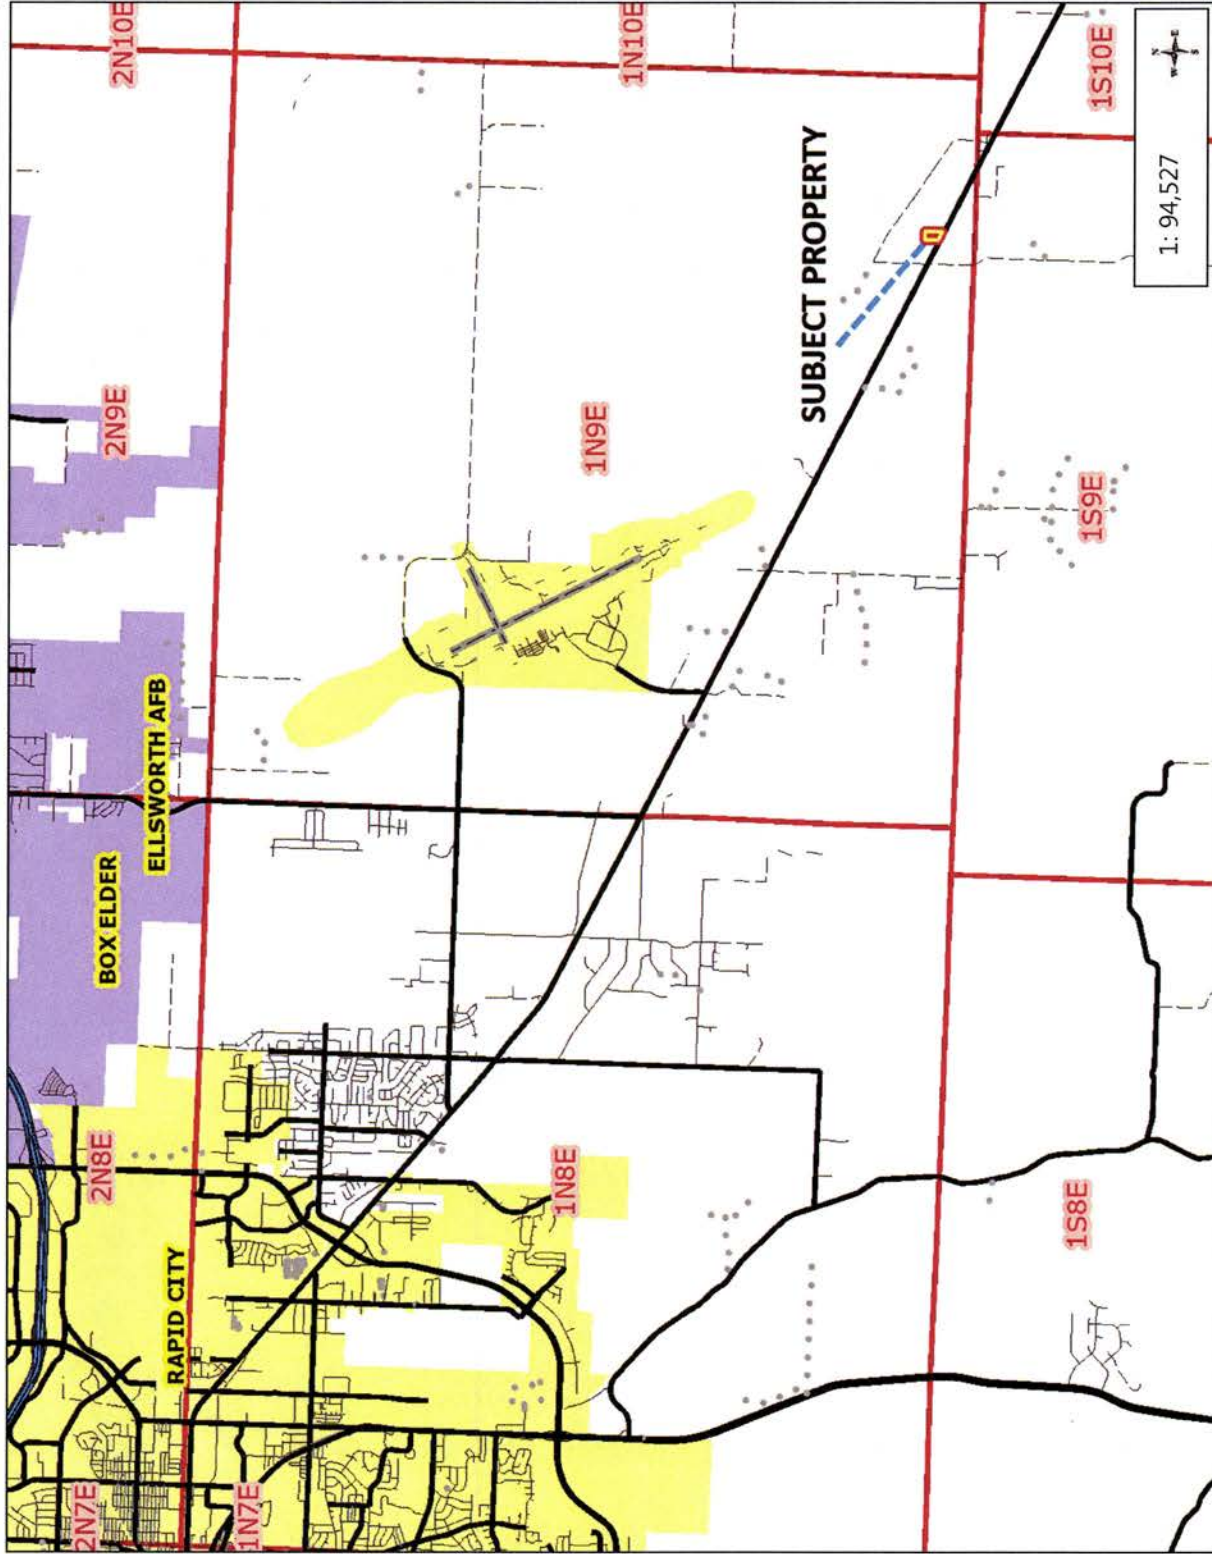 2N7E
2N8E
BOX ELDER
2N9E
2N10E
ELLSWORTH AFB
RAPID CITY
1N7E
1N8E
1N9E
1N10E
SUBJECT PROPERTY
1S8E
1S9E
1S10E
1: 94,527
N
W E
S